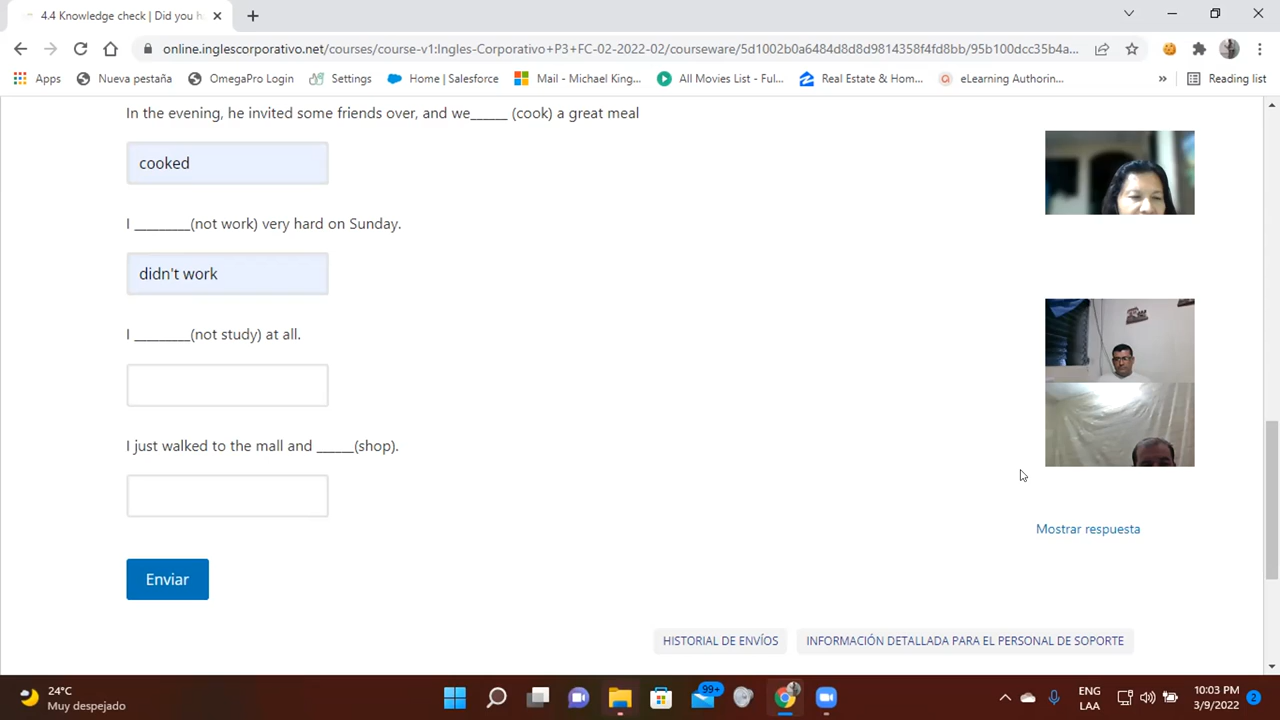 4.4 Knowledge check | Did you h
online.inglescorporativo.net/courses/course-v1:Ingles-Corporativo+P3+FC-02-2022-02/courseware/5d1002b0a6484d8d8d9814358f4fd8bb/95b100dcc35b4a...
Apps Nueva pestaña OmegaPro Login Settings Home | Salesforce Mail - Michael King... All Movies List - Ful... Real Estate & Hom... eLearning Authorin... » Reading list
In the evening, he invited some friends over, and we______ (cook) a great meal
cooked
I _________(not work) very hard on Sunday.
didn't work
I _________(not study) at all.
I just walked to the mall and ______(shop).
Mostrar respuesta
Enviar
HISTORIAL DE ENVÍOS INFORMACIÓN DETALLADA PARA EL PERSONAL DE SOPORTE
24°C
Muy despejado
99+
ENG
LAA
10:03 PM
3/9/2022
2